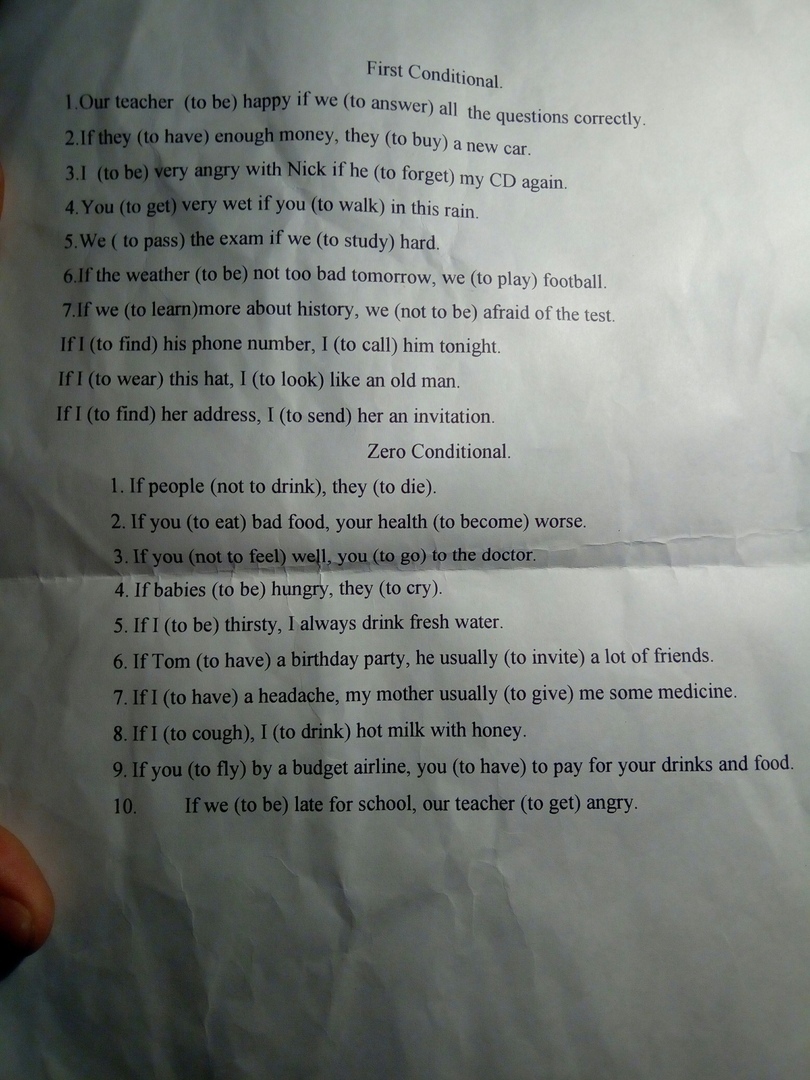 First Conditional.
1.Our teacher (to be) happy if we (to answer) all the questions correctly.
2.If they (to have) enough money, they (to buy) a new car.
3.I (to be) very angry with Nick if he (to forget) my CD again.
4.You (to get) very wet if you (to walk) in this rain.
5.We ( to pass) the exam if we (to study) hard.
6.If the weather (to be) not too bad tomorrow, we (to play) football.
7.If we (to learn)more about history, we (not to be) afraid of the test.
If I (to find) his phone number, I (to call) him tonight.
If I (to wear) this hat, I (to look) like an old man.
If I (to find) her address, I (to send) her an invitation.
Zero Conditional.
1. If people (not to drink), they (to die).
2. If you (to eat) bad food, your health (to become) worse.
3. If you (not to feel) well, you (to go) to the doctor.
4. If babies (to be) hungry, they (to cry).
5. If I (to be) thirsty, I always drink fresh water.
6. If Tom (to have) a birthday party, he usually (to invite) a lot of friends.
7. If I (to have) a headache, my mother usually (to give) me some medicine.
8. If I (to cough), I (to drink) hot milk with honey.
9. If you (to fly) by a budget airline, you (to have) to pay for your drinks and food.
10. If we (to be) late for school, our teacher (to get) angry.